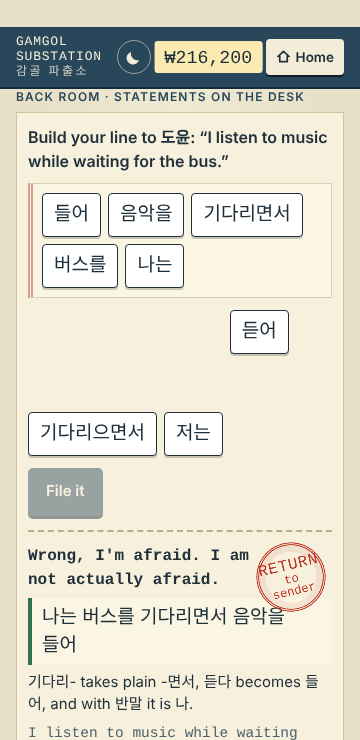 GAMGOL
SUBSTATION
감골 파출소
₩216,200
Home
BACK ROOM · STATEMENTS ON THE DESK
Build your line to 도윤: “I listen to music
while waiting for the bus.”
들어 음악을 기다리면서
버스를 나는
듣어
기다리으면서 저는
File it
Wrong, I'm afraid. I am
not actually afraid.
RETURN
to
sender
나는 버스를 기다리면서 음악을
들어
기다리- takes plain -면서, 듣다 becomes 들
어, and with 반말 it is 나.
I listen to music while waiting